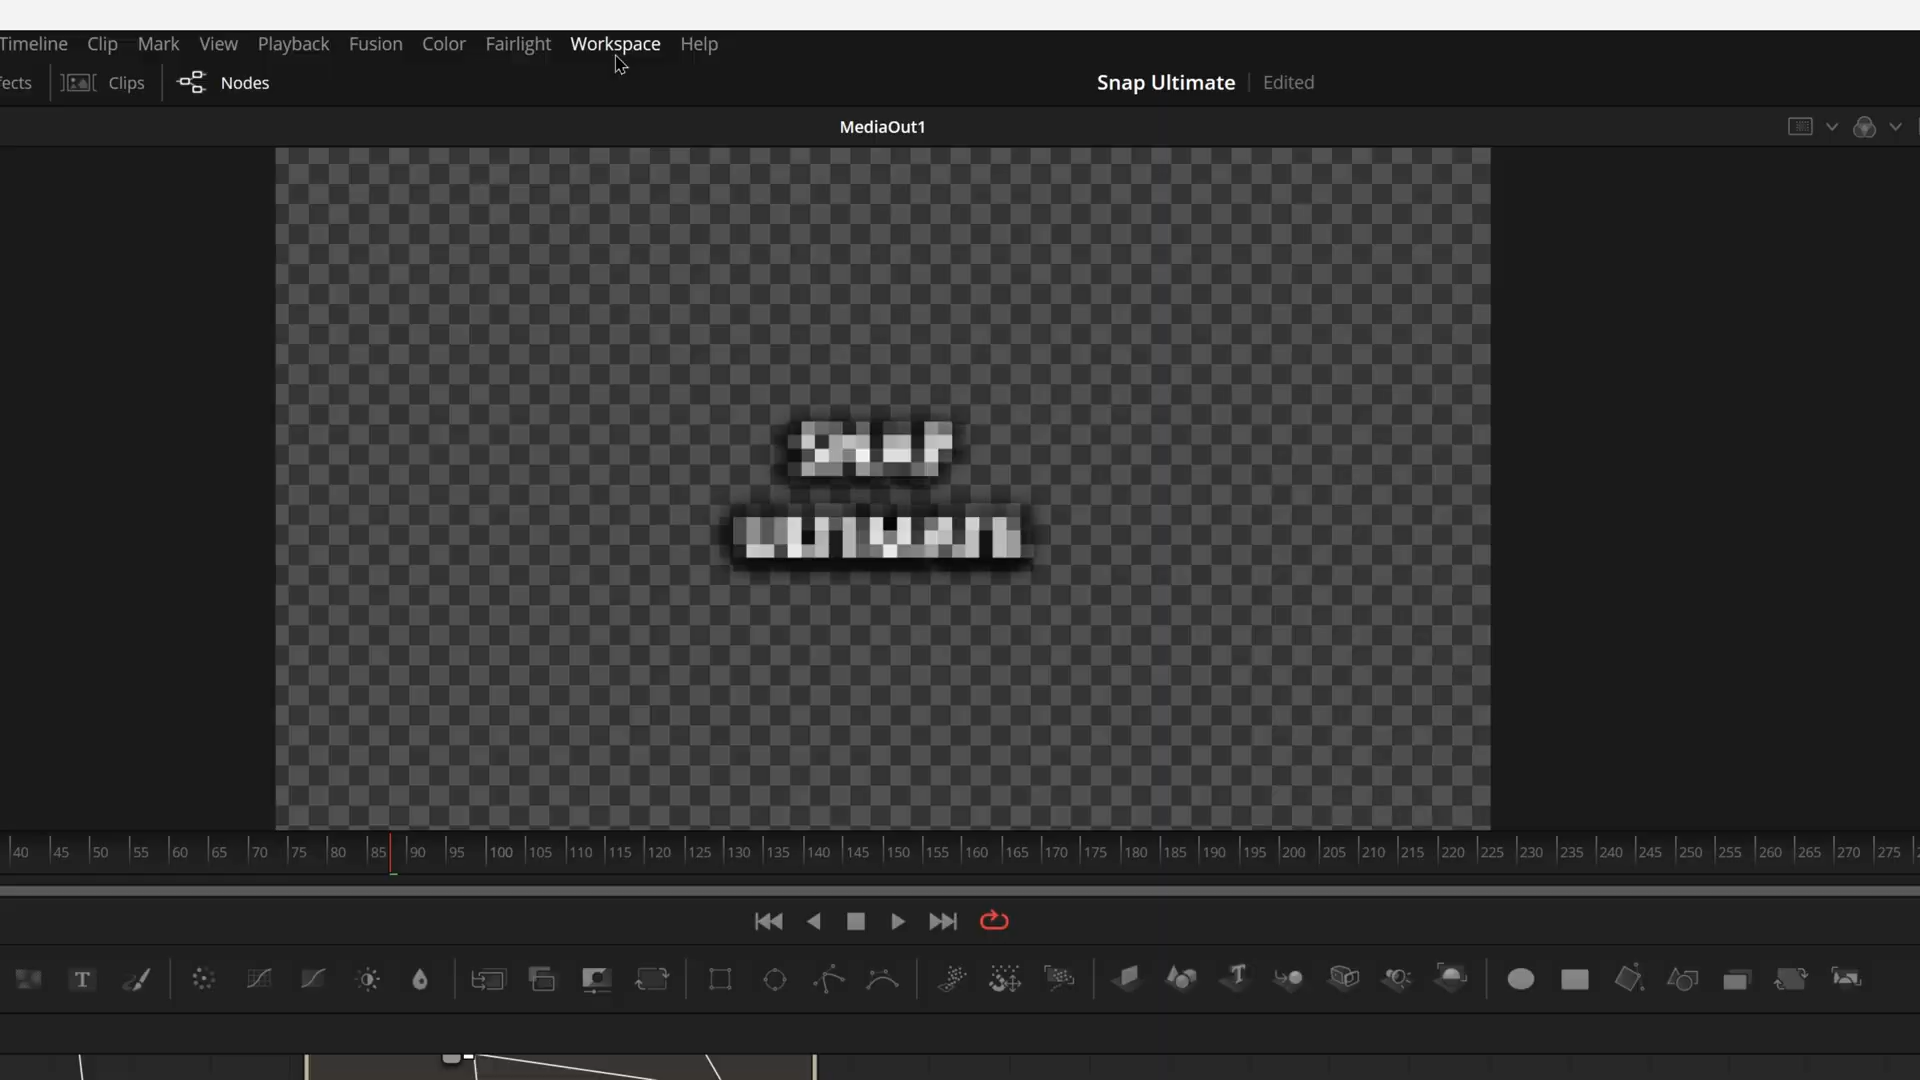 Timeline Clip Mark View Playback Fusion Color Fairlight Workspace Help
fects Clips Nodes Snap Ultimate Edited
MediaOut1
40 45 50 55 60 65 70 75 80 85 90 95 100 105 110 115 120 125 130 135 140 145 150 155 160 165 170 175 180 185 190 195 200 205 210 215 220 225 230 235 240 245 250 255 260 265 270 275